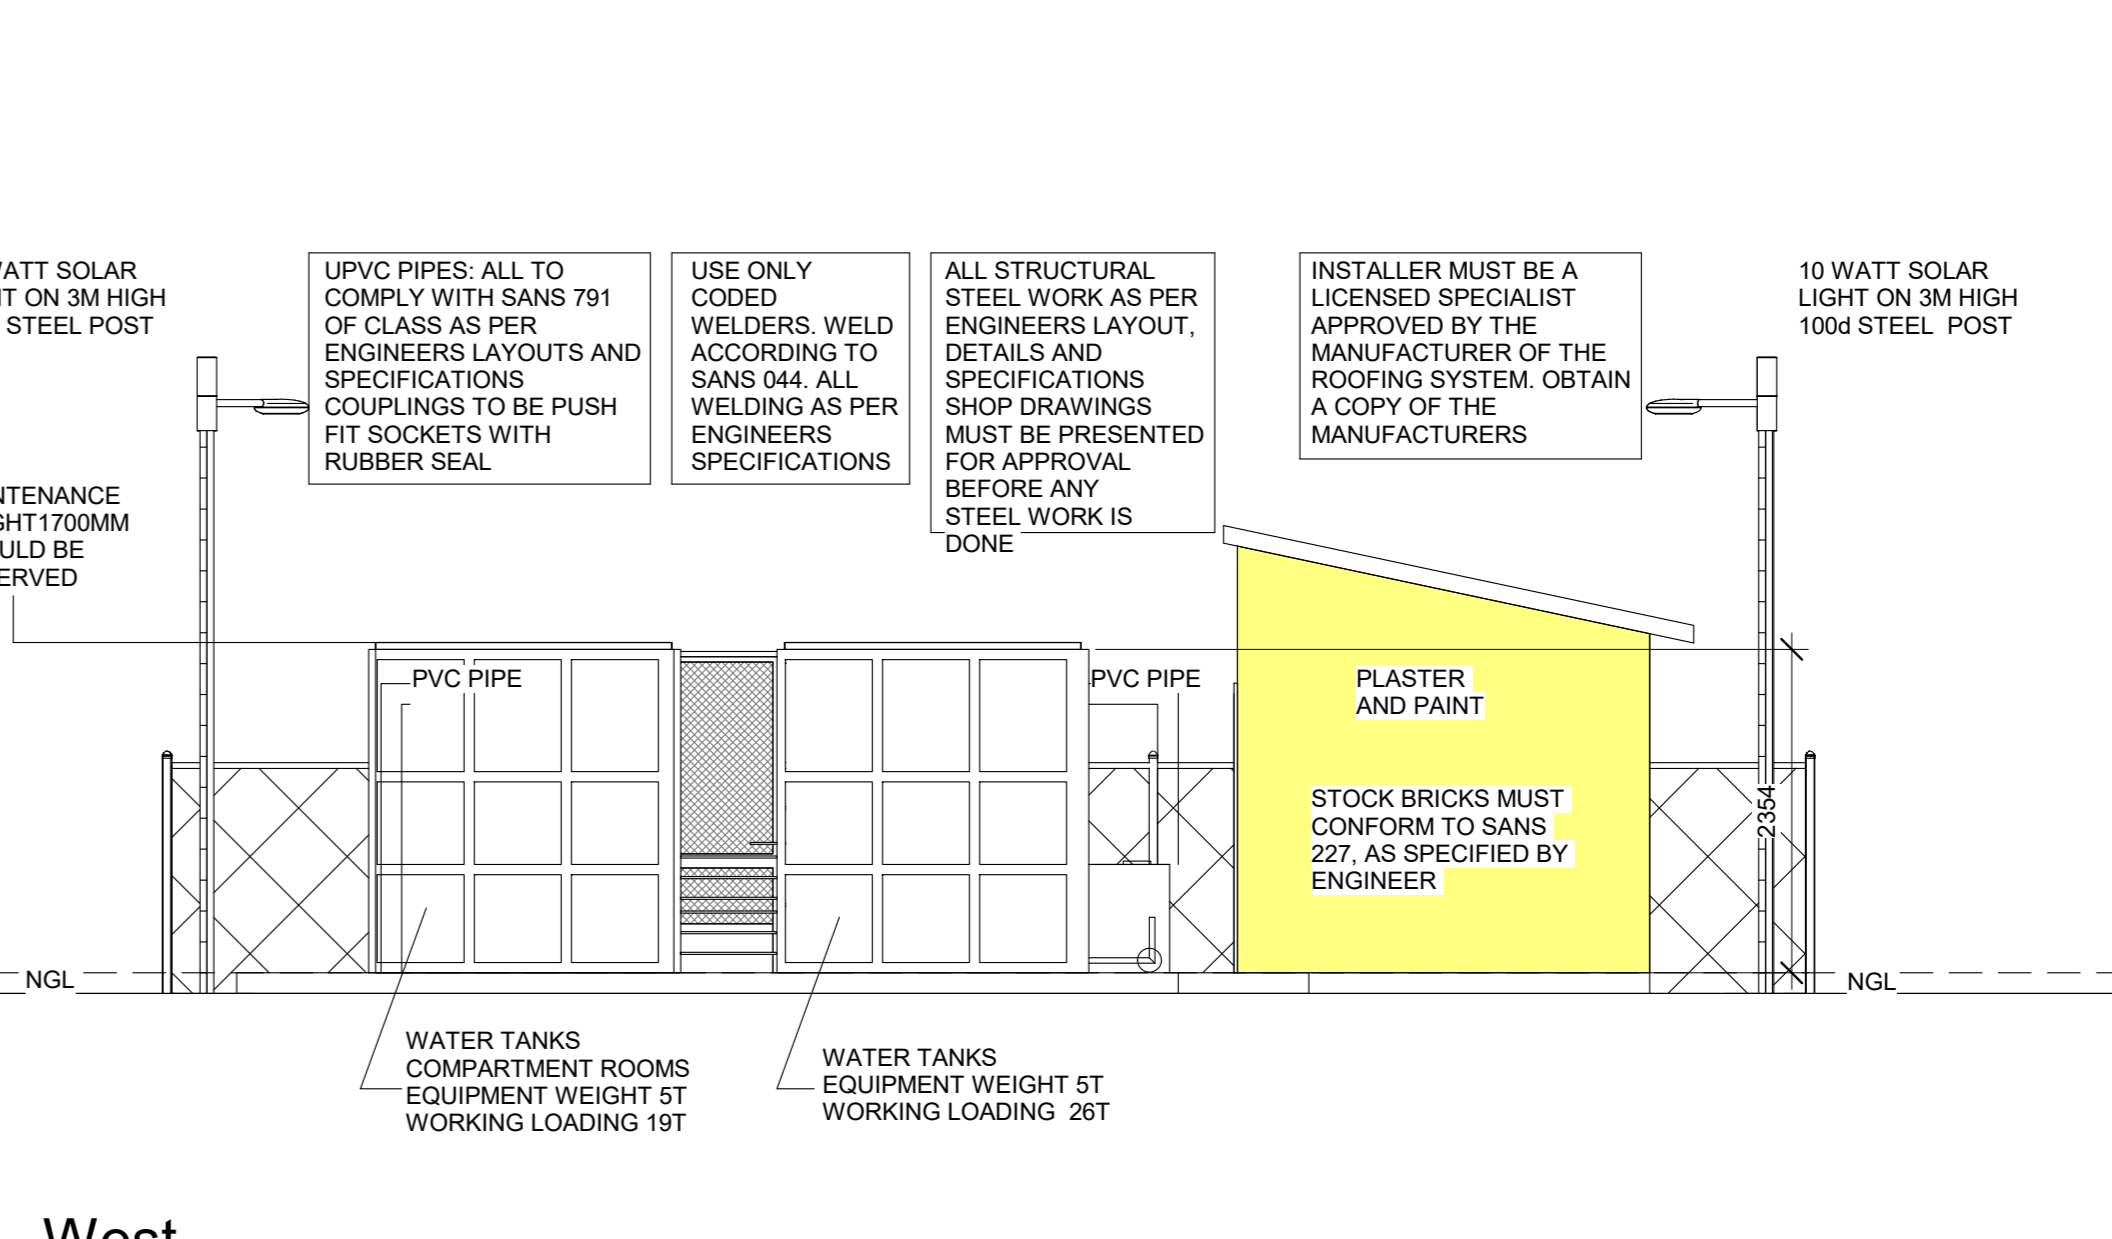 WATT SOLAR
ON 3M HIGH
STEEL POST
UPVC PIPES: ALL TO
COMPLY WITH SANS 791
OF CLASS AS PER
ENGINEERS LAYOUTS AND
SPECIFICATIONS
COUPLINGS TO BE PUSH
FIT SOCKETS WITH
RUBBER SEAL
USE ONLY
CODED
WELDERS. WELD
ACCORDING TO
SANS 044. ALL
WELDING AS PER
ENGINEERS
SPECIFICATIONS
ALL STRUCTURAL
STEEL WORK AS PER
ENGINEERS LAYOUT,
DETAILS AND
SPECIFICATIONS
SHOP DRAWINGS
MUST BE PRESENTED
FOR APPROVAL
BEFORE ANY
STEEL WORK IS
DONE
INSTALLER MUST BE A
LICENSED SPECIALIST
APPROVED BY THE
MANUFACTURER OF THE
ROOFING SYSTEM. OBTAIN
A COPY OF THE
MANUFACTURERS
10 WATT SOLAR
LIGHT ON 3M HIGH
100d STEEL POST
NTENANCE
GHT1700MM
ULD BE
ERVED
PVC PIPE
PVC PIPE
PLASTER
AND PAINT
STOCK BRICKS MUST
CONFORM TO SANS
227, AS SPECIFIED BY
ENGINEER
2354
NGL
NGL
WATER TANKS
COMPARTMENT ROOMS
EQUIPMENT WEIGHT 5T
WORKING LOADING 19T
WATER TANKS
EQUIPMENT WEIGHT 5T
WORKING LOADING 26T
West